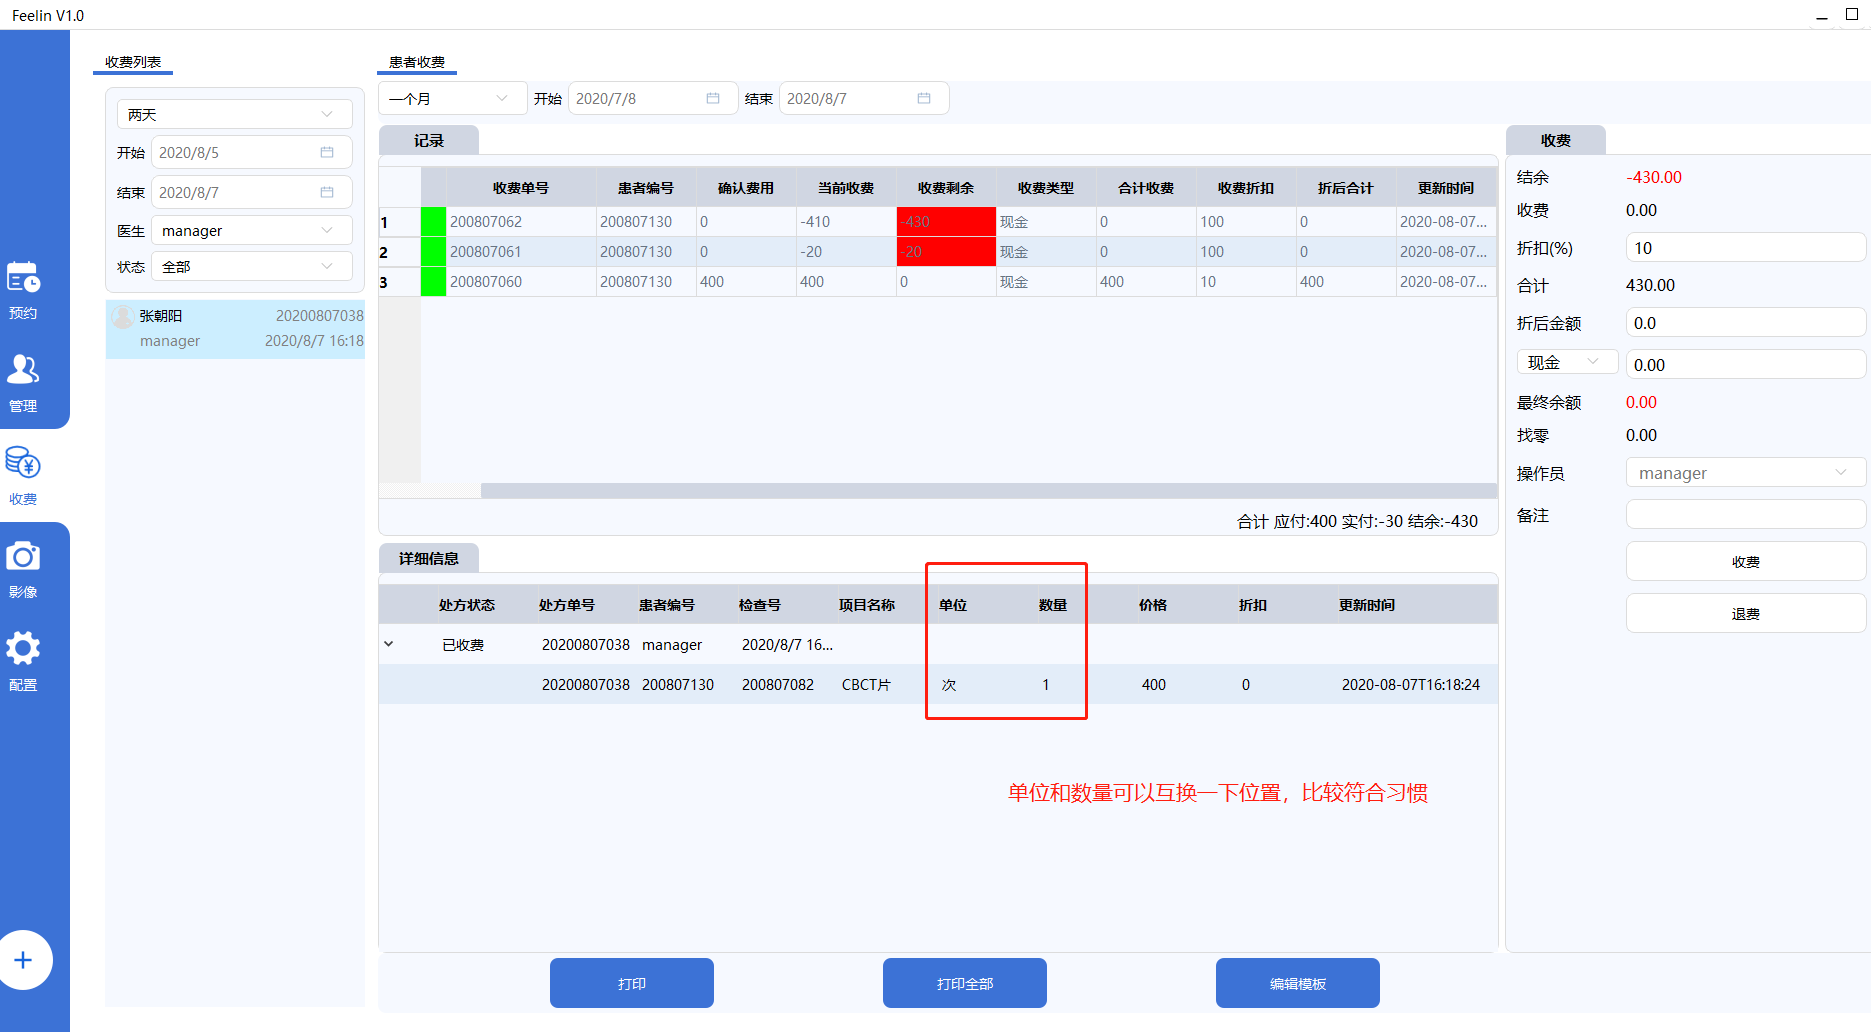 Feelin V1.0
收费列表
两天
开始 2020/8/5
结束 2020/8/7
医生 manager
状态 全部
张朝阳 20200807038
manager 2020/8/7 16:18
预约
管理
收费
影像
配置
患者收费
一个月 开始 2020/7/8 结束 2020/8/7
记录
收费单号 患者编号 确认费用 当前收费 收费剩余 收费类型 合计收费 收费折扣 折后合计 更新时间
1 200807062 200807130 0 -410 -430 现金 0 100 0 2020-08-07...
2 200807061 200807130 0 -20 -20 现金 0 100 0 2020-08-07...
3 200807060 200807130 400 400 0 现金 400 10 400 2020-08-07...
合计 应付:400 实付:-30 结余:-430
详细信息
处方状态 处方单号 患者编号 检查号 项目名称 单位 数量 价格 折扣 更新时间
已收费 20200807038 manager 2020/8/7 16...
20200807038 200807130 200807082 CBCT片 次 1 400 0 2020-08-07T16:18:24
单位和数量可以互换一下位置，比较符合习惯
打印 打印全部 编辑模板
收费
结余 -430.00
收费 0.00
折扣(%) 10
合计 430.00
折后金额 0.0
现金 0.00
最终余额 0.00
找零 0.00
操作员 manager
备注
收费
退费